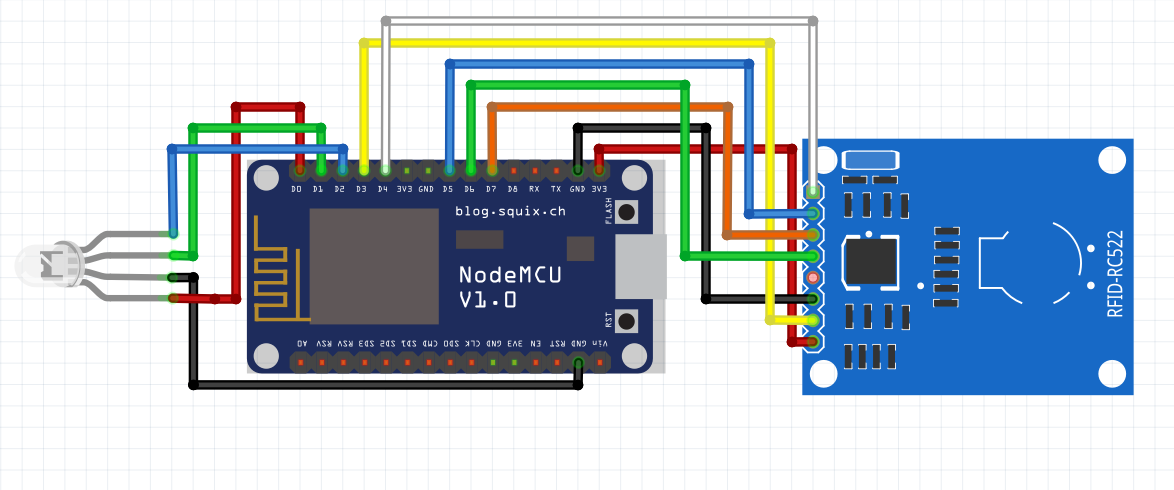 D0 D1 D2 D3 D4 3V3 GND D5 D6 D7 D8 RX TX GND 3V3
blog.squix.ch
FLASH
NodeMCU
V1.0
RST
A0 RSV RSV SD3 SD2 SD1 CMD SD0 CLK GND 3V3 EN RST GND Vin
RFID-RC522